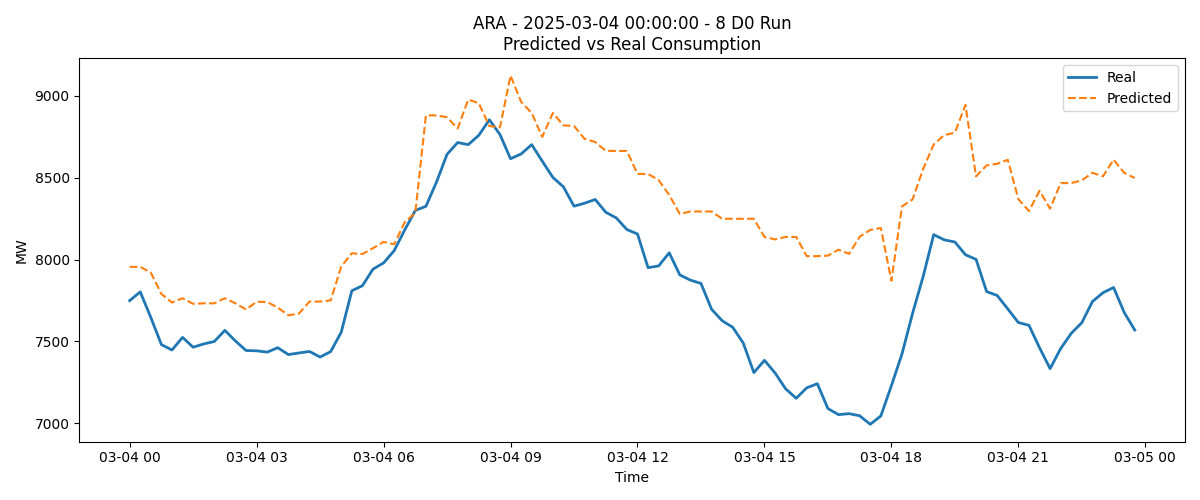 ARA - 2025-03-04 00:00:00 - 8 D0 Run
Predicted vs Real Consumption
Real
Predicted
9000
8500
8000
7500
7000
MW
03-04 00
03-04 03
03-04 06
03-04 09
03-04 12
03-04 15
03-04 18
03-04 21
03-05 00
Time